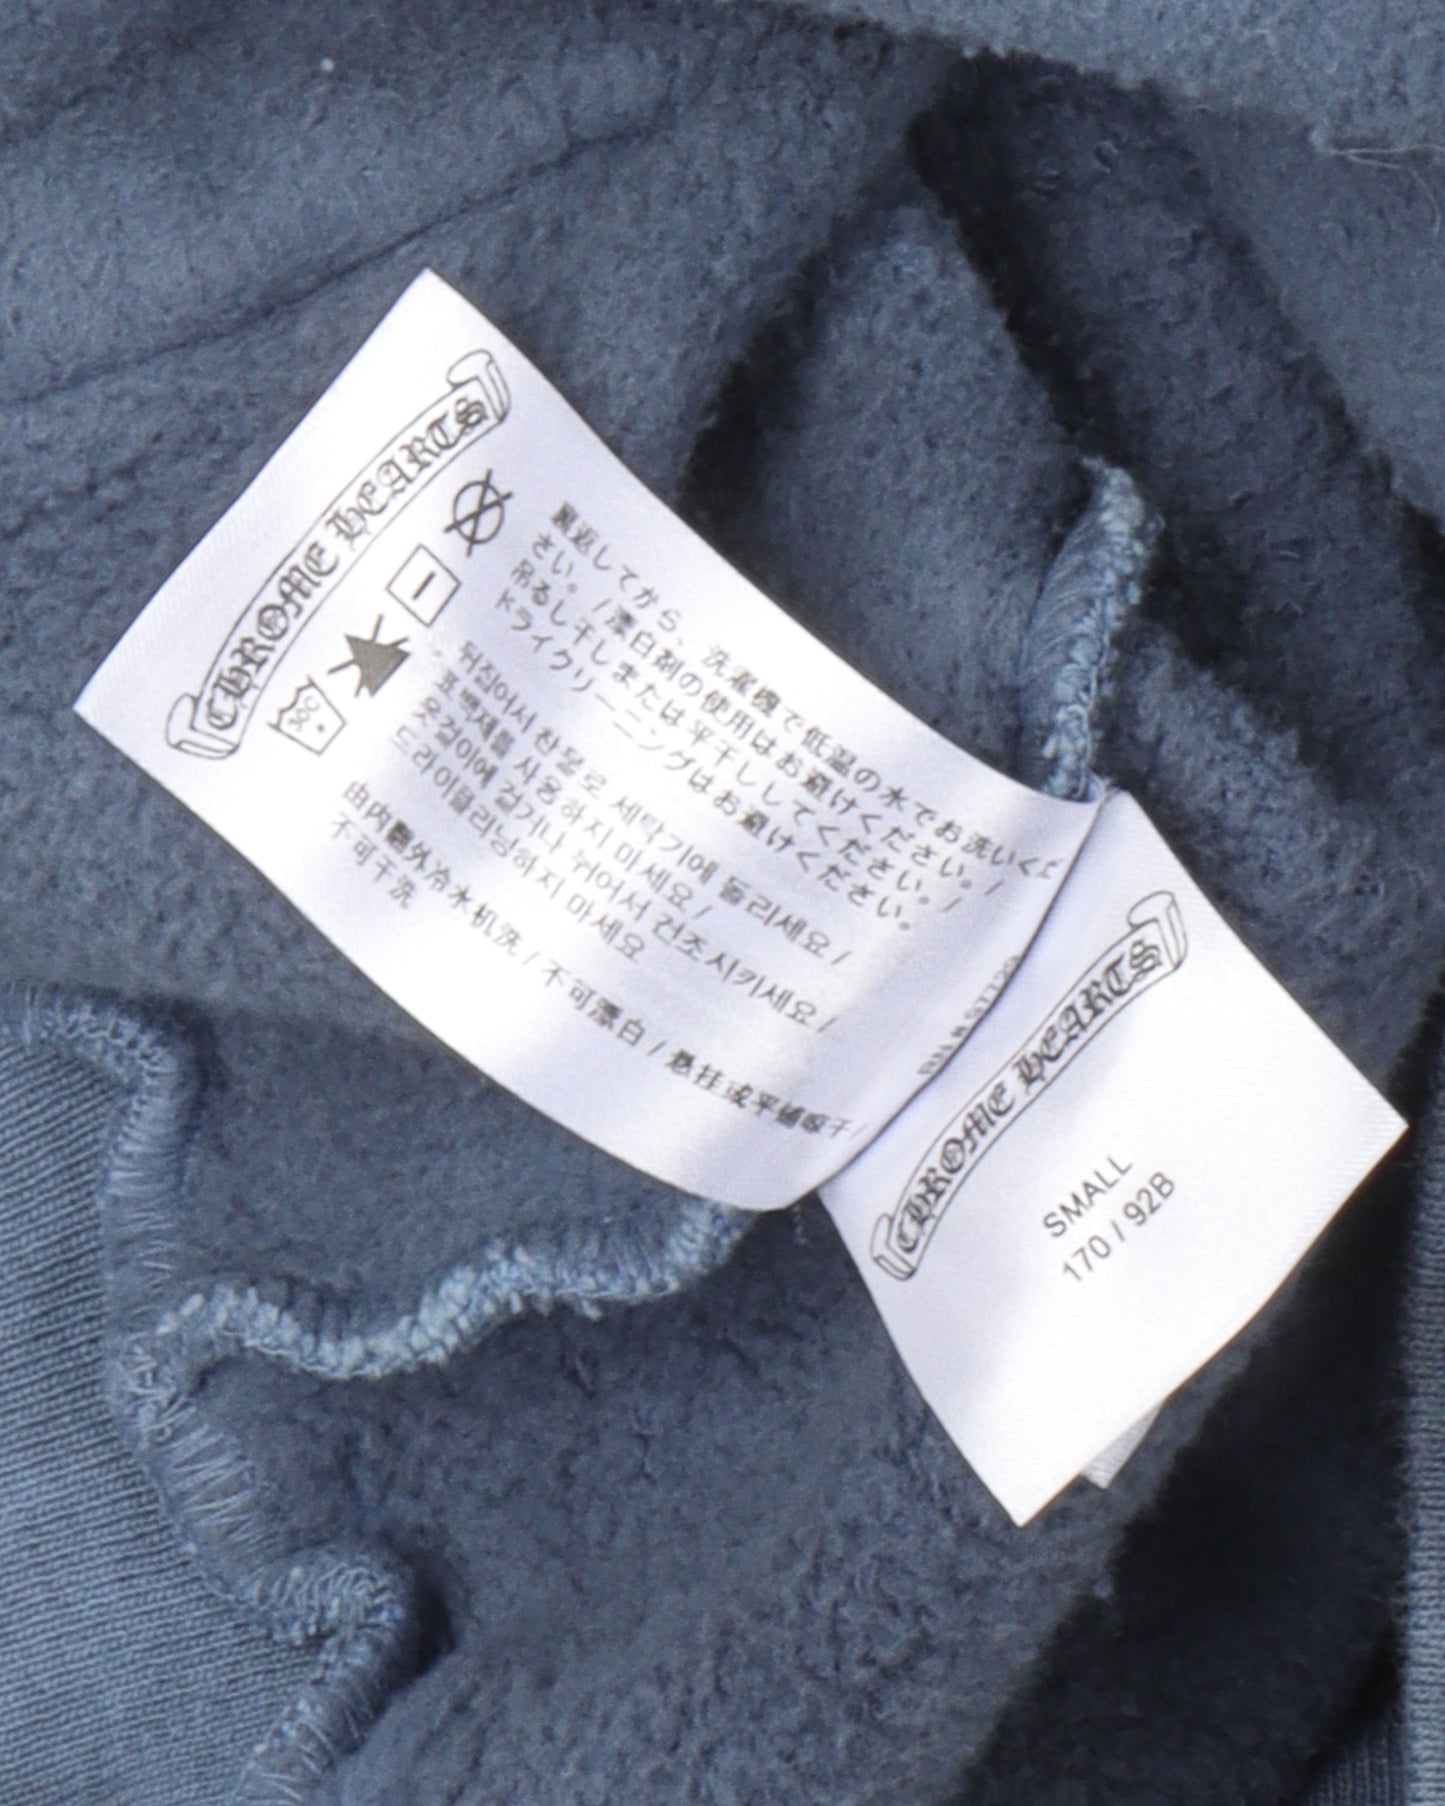 CHROME HEARTS
30C
裏返してから、洗濯機で低温の水でお洗いくだ
さい。/漂白剤の使用はお避けください。/
吊るし干しまたは平干ししてください。/
ドライクリーニングはお避けください。
뒤집어서 찬물로 세탁기에 돌리세요 /
표백제를 사용하지 마세요 /
옷걸이에 걸거나 뉘어서 건조시키세요 /
드라이클리닝하지 마세요
由内翻外冷水机洗 / 不可漂白 / 悬挂或平铺晾干 /
不可干洗
CHROME HEARTS
SMALL
170 / 92B